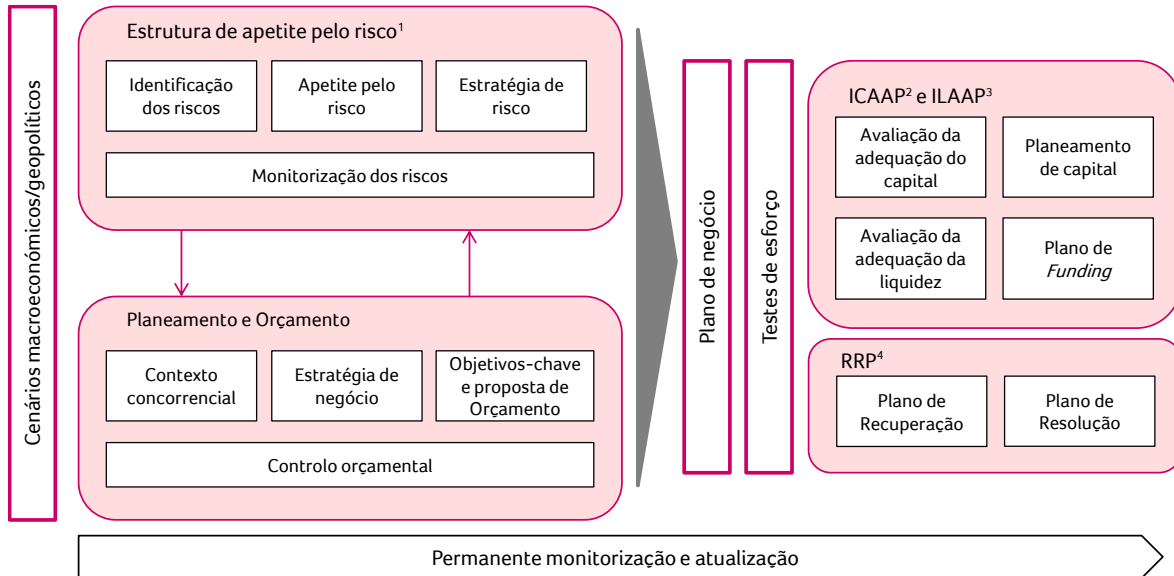 Cenários macroeconómicos/geopolíticos
Estrutura de apetite pelo risco¹
Identificação
dos riscos
Apetite pelo
risco
Estratégia de
risco
Monitorização dos riscos
Planeamento e Orçamento
Contexto
concorrencial
Estratégia de
negócio
Objetivos-chave
e proposta de
Orçamento
Controlo orçamental
Plano de negócio
Testes de esforço
ICAAP² e ILAAP³
Avaliação da
adequação do
capital
Planeamento
de capital
Avaliação da
adequação da
liquidez
Plano de
Funding
RRP⁴
Plano de
Recuperação
Plano de
Resolução
Permanente monitorização e atualização